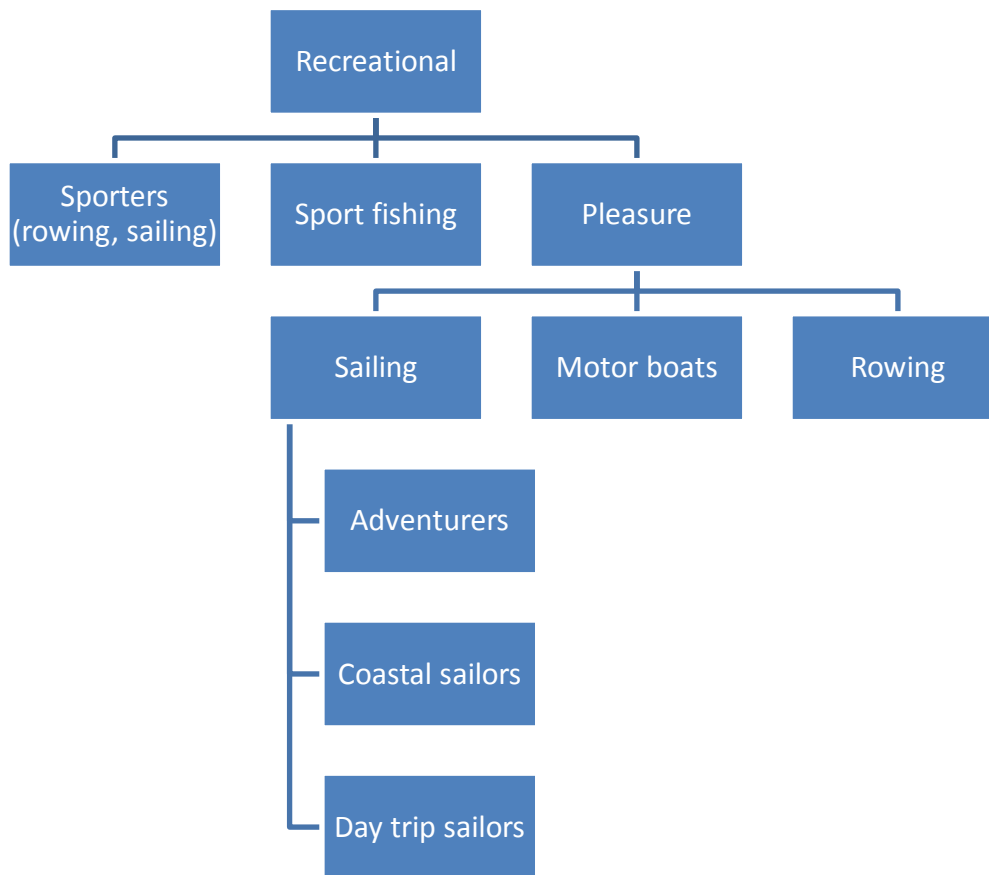 Recreational
Sporters
(rowing, sailing)
Sport fishing
Pleasure
Sailing
Motor boats
Rowing
Adventurers
Coastal sailors
Day trip sailors